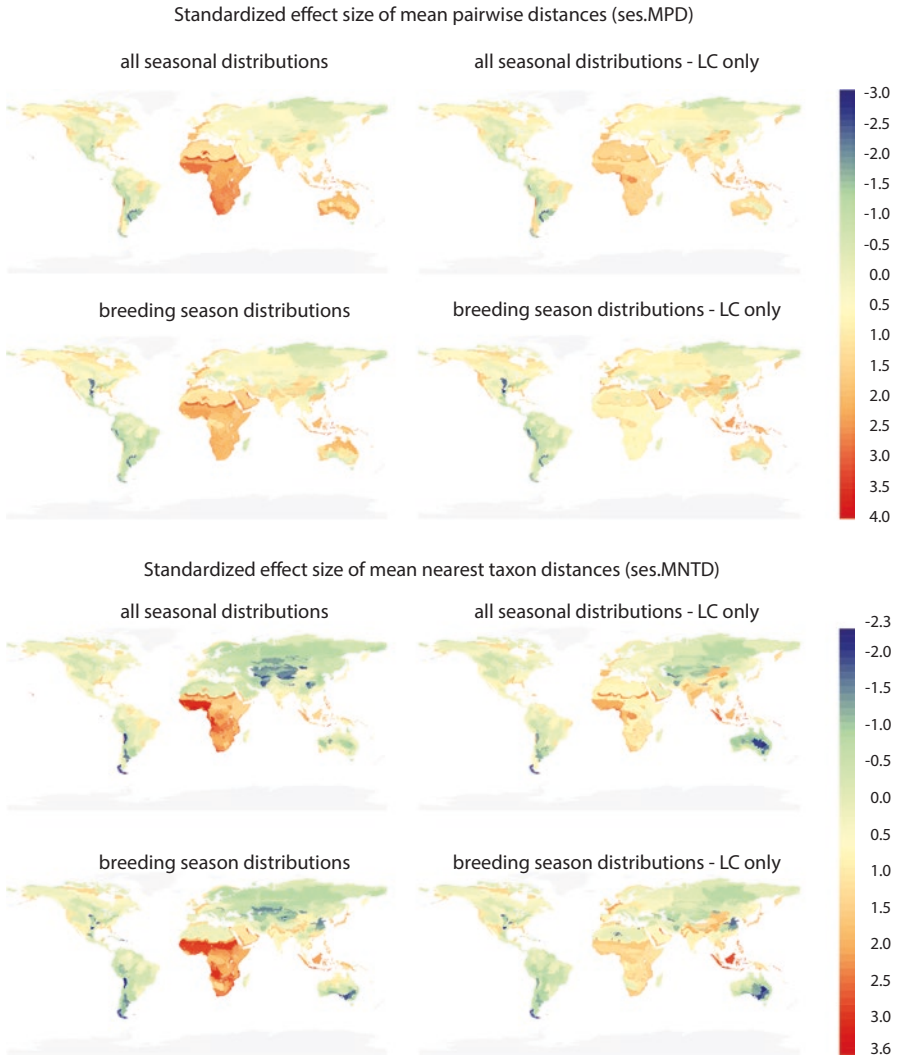 Standardized effect size of mean pairwise distances (ses.MPD)
all seasonal distributions
all seasonal distributions - LC only
breeding season distributions
breeding season distributions - LC only
-3.0
-2.5
-2.0
-1.5
-1.0
-0.5
0.0
0.5
1.0
1.5
2.0
2.5
3.0
3.5
4.0
Standardized effect size of mean nearest taxon distances (ses.MNTD)
all seasonal distributions
all seasonal distributions - LC only
breeding season distributions
breeding season distributions - LC only
-2.3
-2.0
-1.5
-1.0
-0.5
0.0
0.5
1.0
1.5
2.0
2.5
3.0
3.6